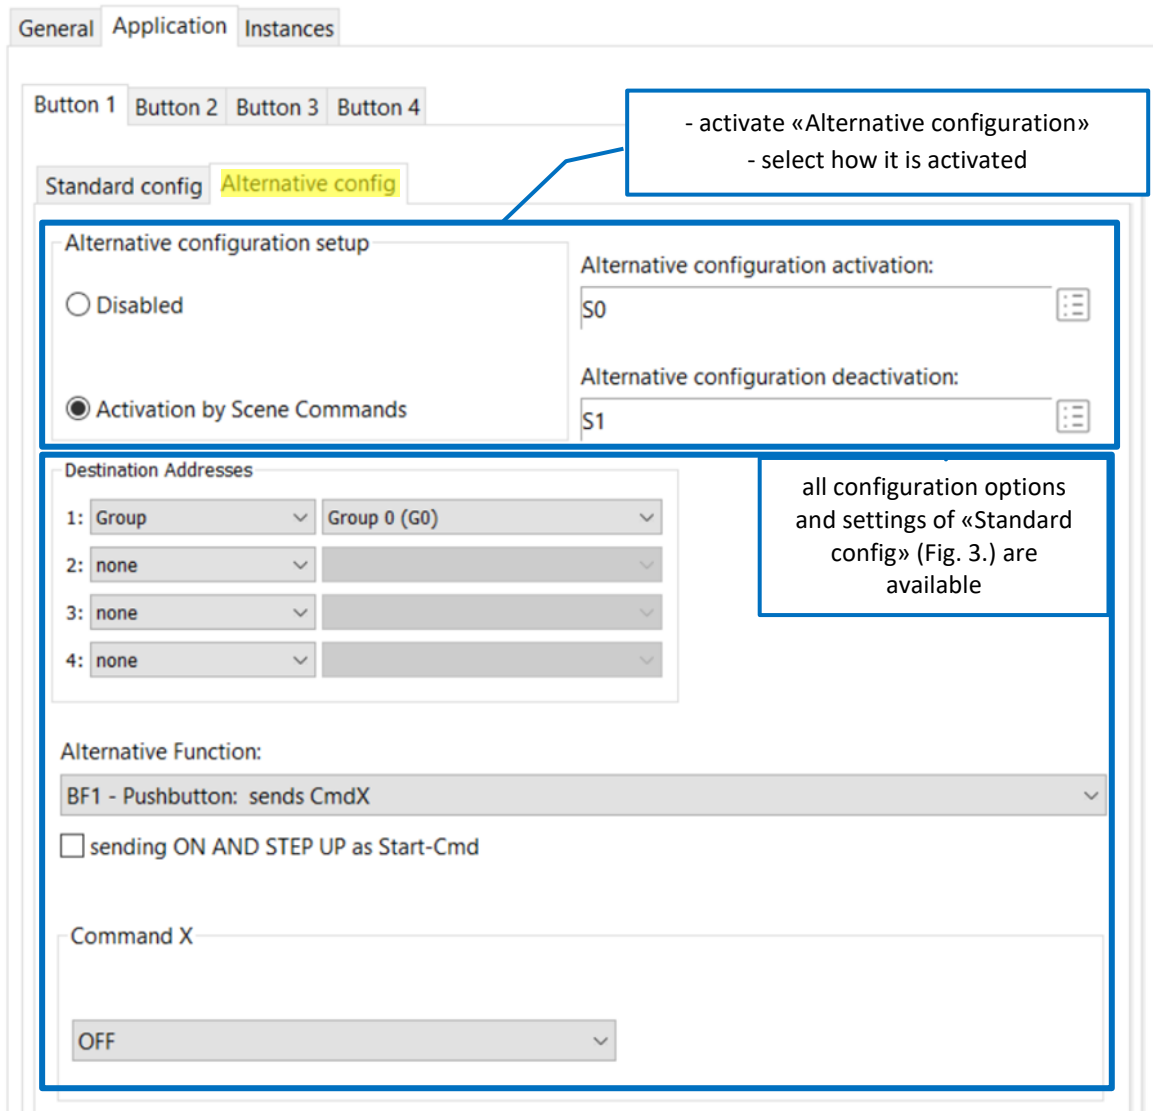 General Application Instances
Button 1 Button 2 Button 3 Button 4
- activate «Alternative configuration»
- select how it is activated
Standard config Alternative config
Alternative configuration setup
Disabled
Activation by Scene Commands
Alternative configuration activation:
S0
Alternative configuration deactivation:
S1
Destination Addresses
1: Group Group 0 (G0)
2: none
3: none
4: none
all configuration options
and settings of «Standard
config» (Fig. 3.) are
available
Alternative Function:
BF1 - Pushbutton: sends CmdX
sending ON AND STEP UP as Start-Cmd
Command X
OFF